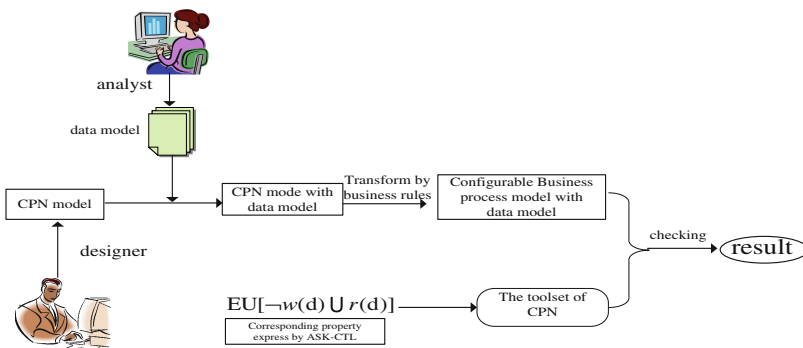 analyst
data model
CPN model
CPN mode with
data model
Transform by
business rules
Configurable Business
process model with
data model
checking
result
designer
EU[¬w(d) ⋃ r(d)]
Corresponding property
express by ASK-CTL
The toolset of
CPN